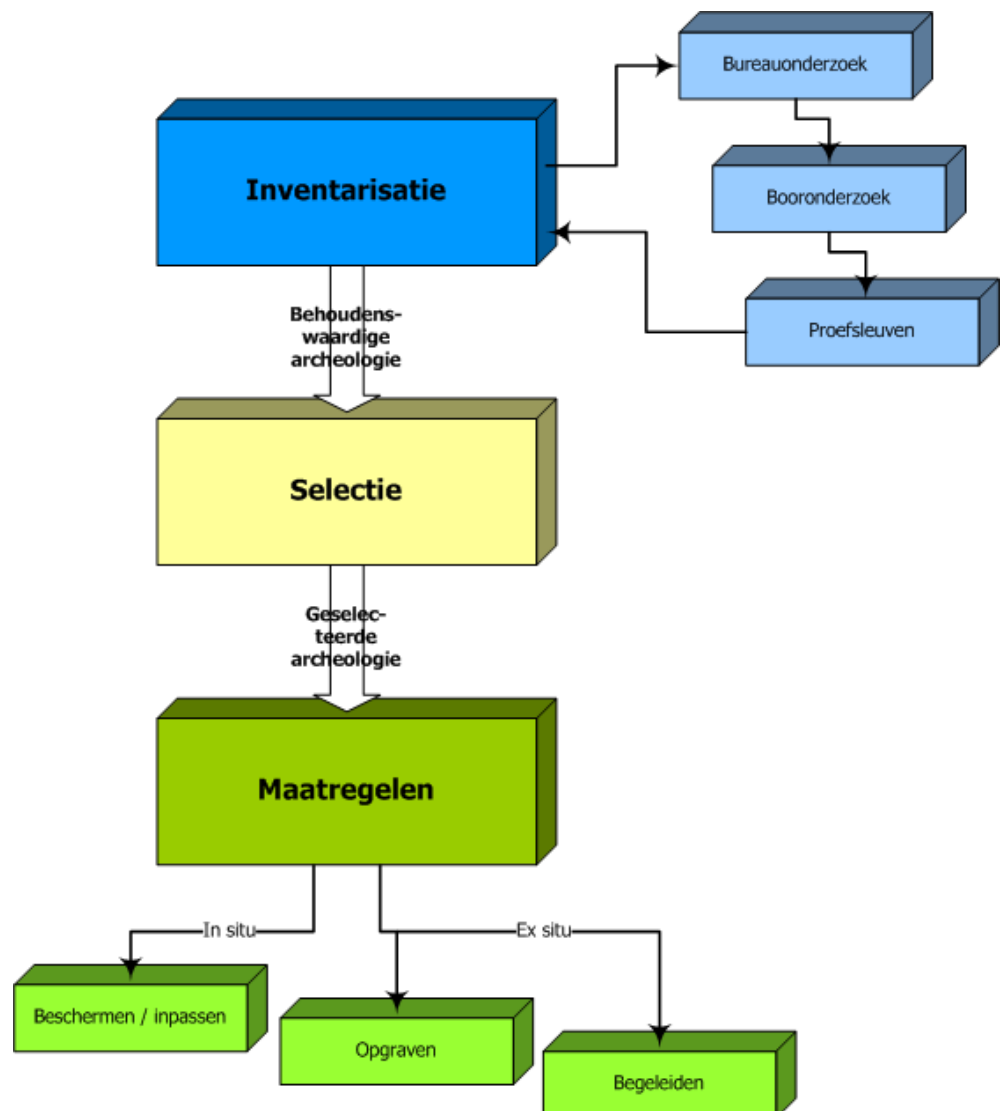 Bureauonderzoek
Inventarisatie
Booronderzoek
Proefsleuven
Behoudens-
waardige
archeologie
Selectie
Geselec-
teerde
archeologie
Maatregelen
In situ
Ex situ
Beschermen / inpassen
Opgraven
Begeleiden